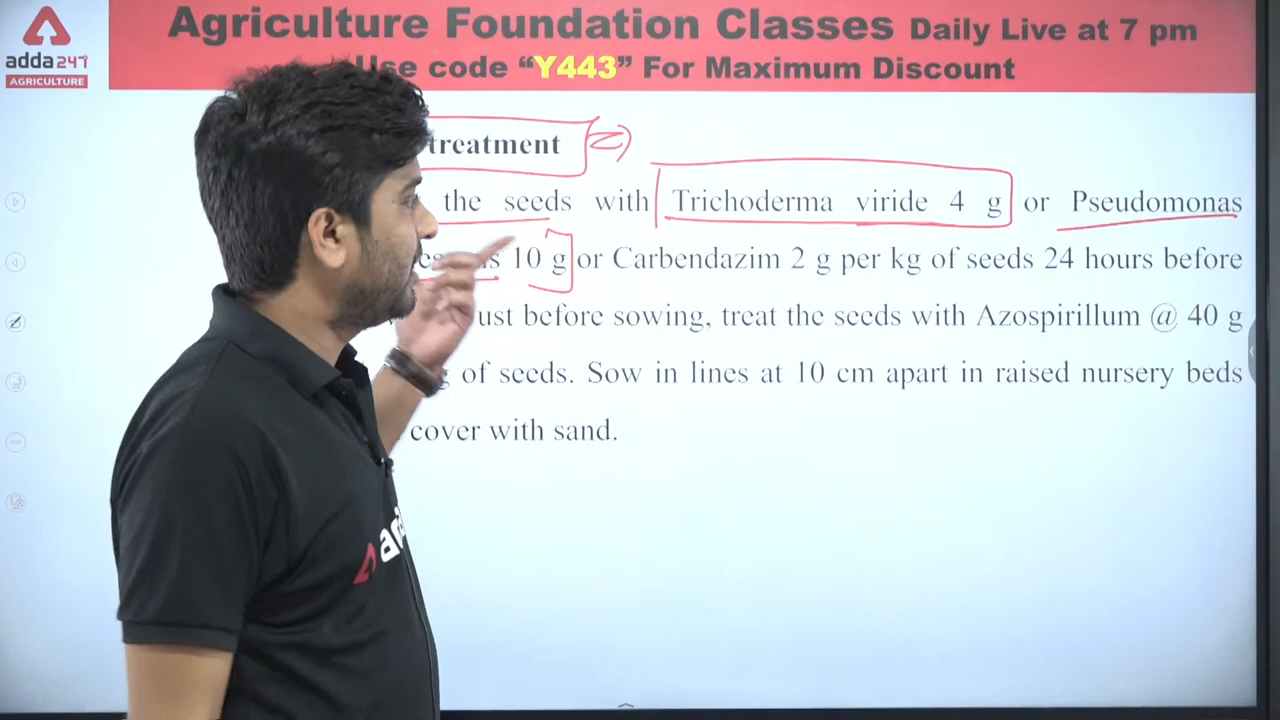 Agriculture Foundation Classes Daily Live at 7 pm
adda247
AGRICULTURE
Use code “Y443” For Maximum Discount
treatment
the seeds with Trichoderma viride 4 g or Pseudomonas
10 g or Carbendazim 2 g per kg of seeds 24 hours before
before sowing, treat the seeds with Azospirillum @ 40 g
of seeds. Sow in lines at 10 cm apart in raised nursery beds
cover with sand.